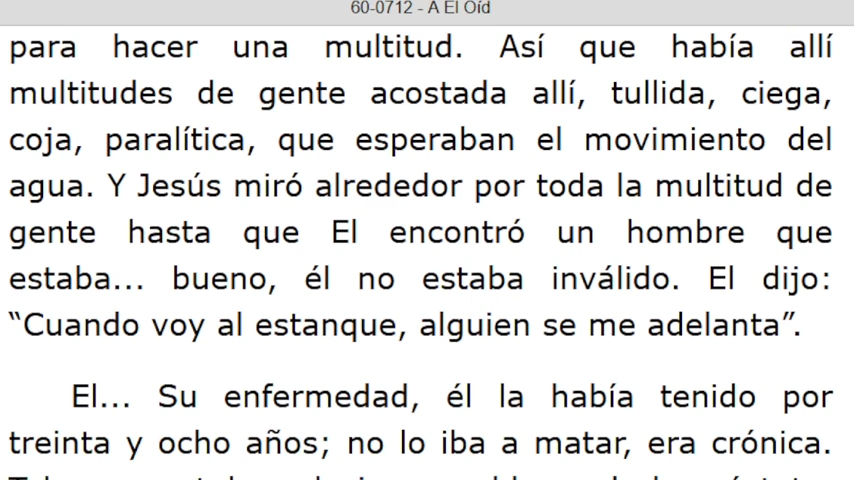 60-0712 - A El Oíd
para hacer una multitud. Así que había allí
multitudes de gente acostada allí, tullida, ciega,
coja, paralítica, que esperaban el movimiento del
agua. Y Jesús miró alrededor por toda la multitud de
gente hasta que El encontró un hombre que
estaba... bueno, él no estaba inválido. El dijo:
“Cuando voy al estanque, alguien se me adelanta”.
El... Su enfermedad, él la había tenido por
treinta y ocho años; no lo iba a matar, era crónica.